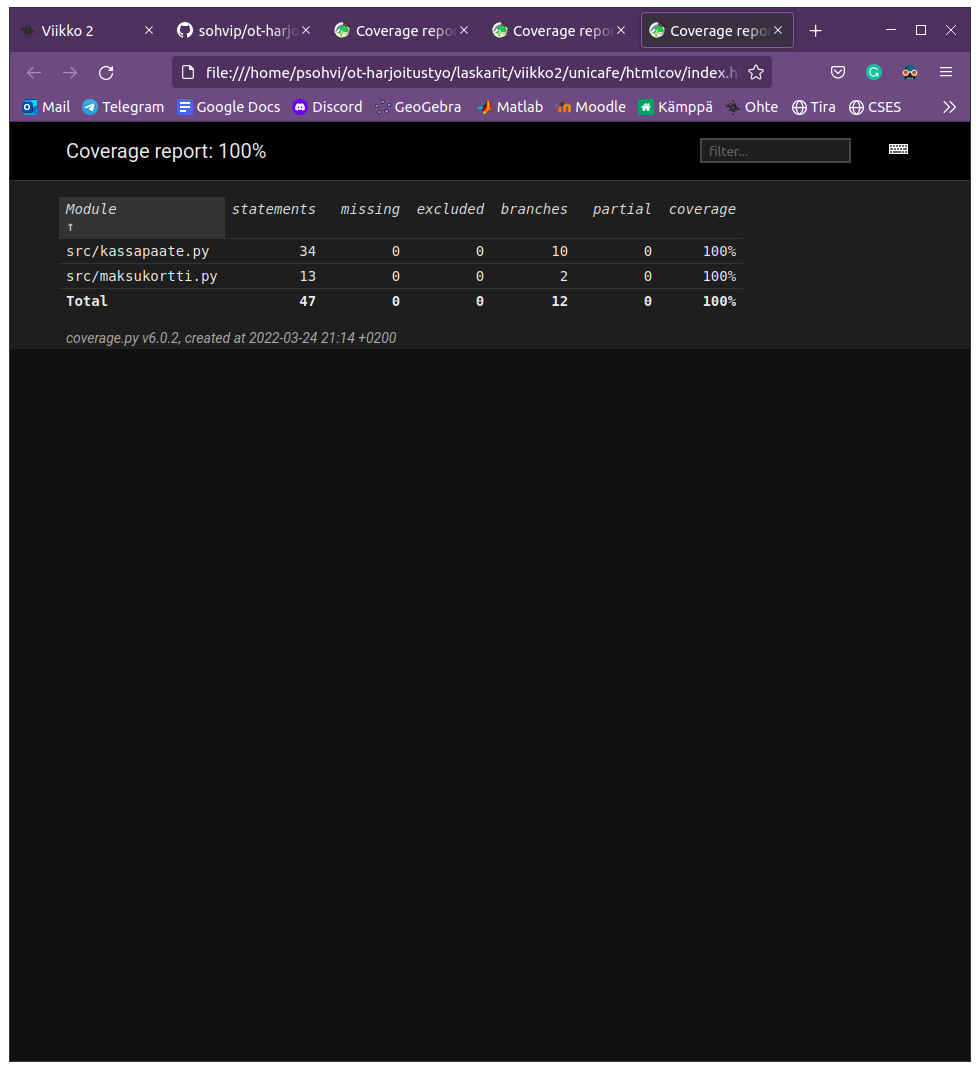 Viikko 2 sohvip/ot-harjo Coverage repor Coverage repor Coverage repor
file:///home/psohvi/ot-harjoitustyo/laskarit/viikko2/unicafe/htmlcov/index.h
Mail Telegram Google Docs Discord GeoGebra Matlab Moodle Kämppä Ohte Tira CSES
Coverage report: 100% filter...
Module statements missing excluded branches partial coverage
↑
src/kassapaate.py 34 0 0 10 0 100%
src/maksukortti.py 13 0 0 2 0 100%
Total 47 0 0 12 0 100%
coverage.py v6.0.2, created at 2022-03-24 21:14 +0200